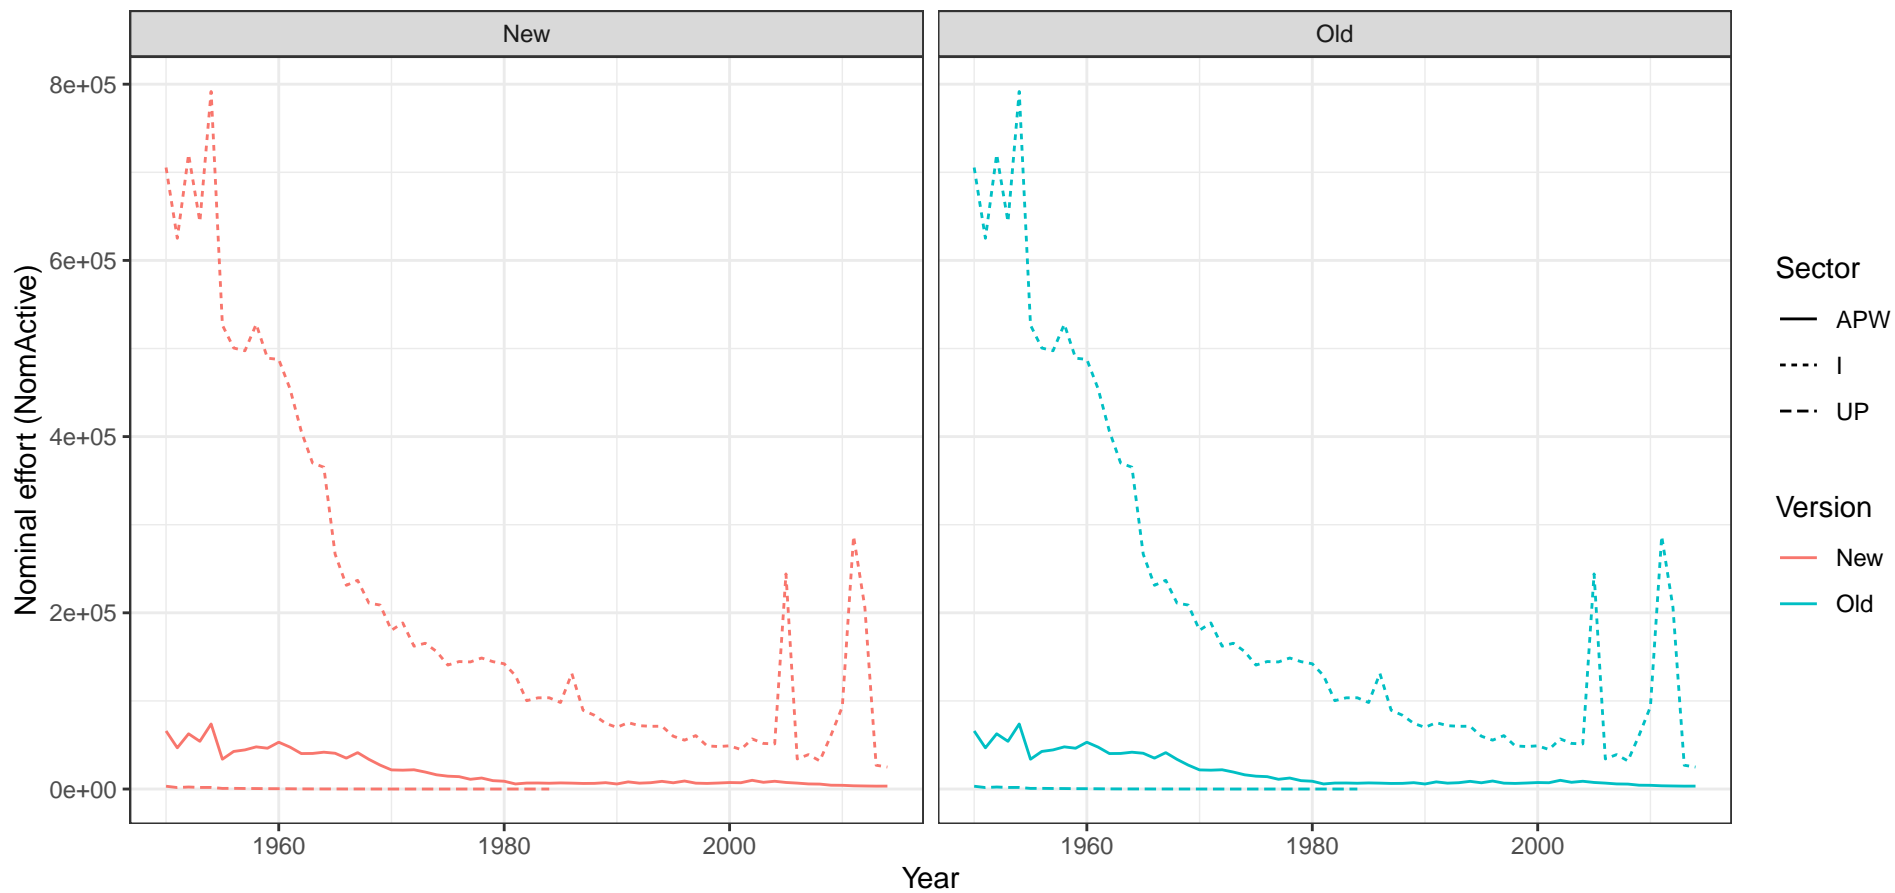 New
Old
8e+05
6e+05
4e+05
2e+05
0e+00
Nominal effort (NomActive)
1960
1980
2000
1960
1980
2000
Year
Sector
APW
I
UP
Version
New
Old